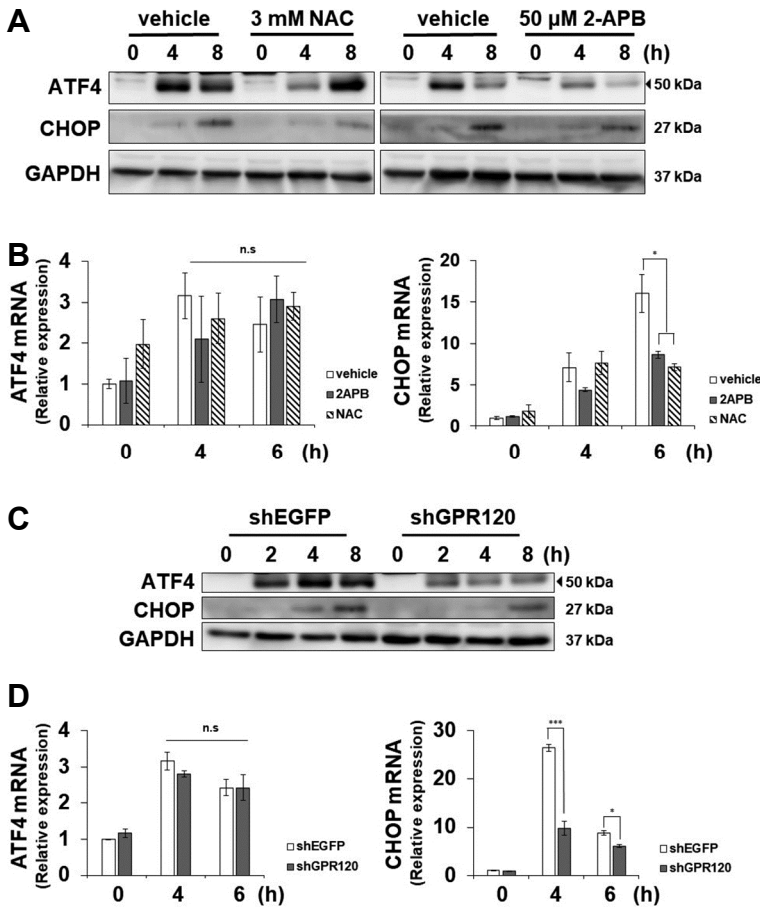 A
vehicle 3 mM NAC vehicle 50 µM 2-APB
0 4 8 0 4 8 0 4 8 0 4 8 (h)
ATF4 50 kDa
CHOP 27 kDa
GAPDH 37 kDa
B
ATF4 mRNA
(Relative expression)
4
3
2
1
0
n.s
vehicle
2APB
NAC
0 4 6 (h)
CHOP mRNA
(Relative expression)
20
15
10
5
0
*
vehicle
2APB
NAC
0 4 6 (h)
C
shEGFP shGPR120
0 2 4 8 0 2 4 8 (h)
ATF4 50 kDa
CHOP 27 kDa
GAPDH 37 kDa
D
ATF4 mRNA
(Relative expression)
4
3
2
1
0
n.s
shEGFP
shGPR120
0 4 6 (h)
CHOP mRNA
(Relative expression)
30
20
10
0
***
*
shEGFP
shGPR120
0 4 6 (h)